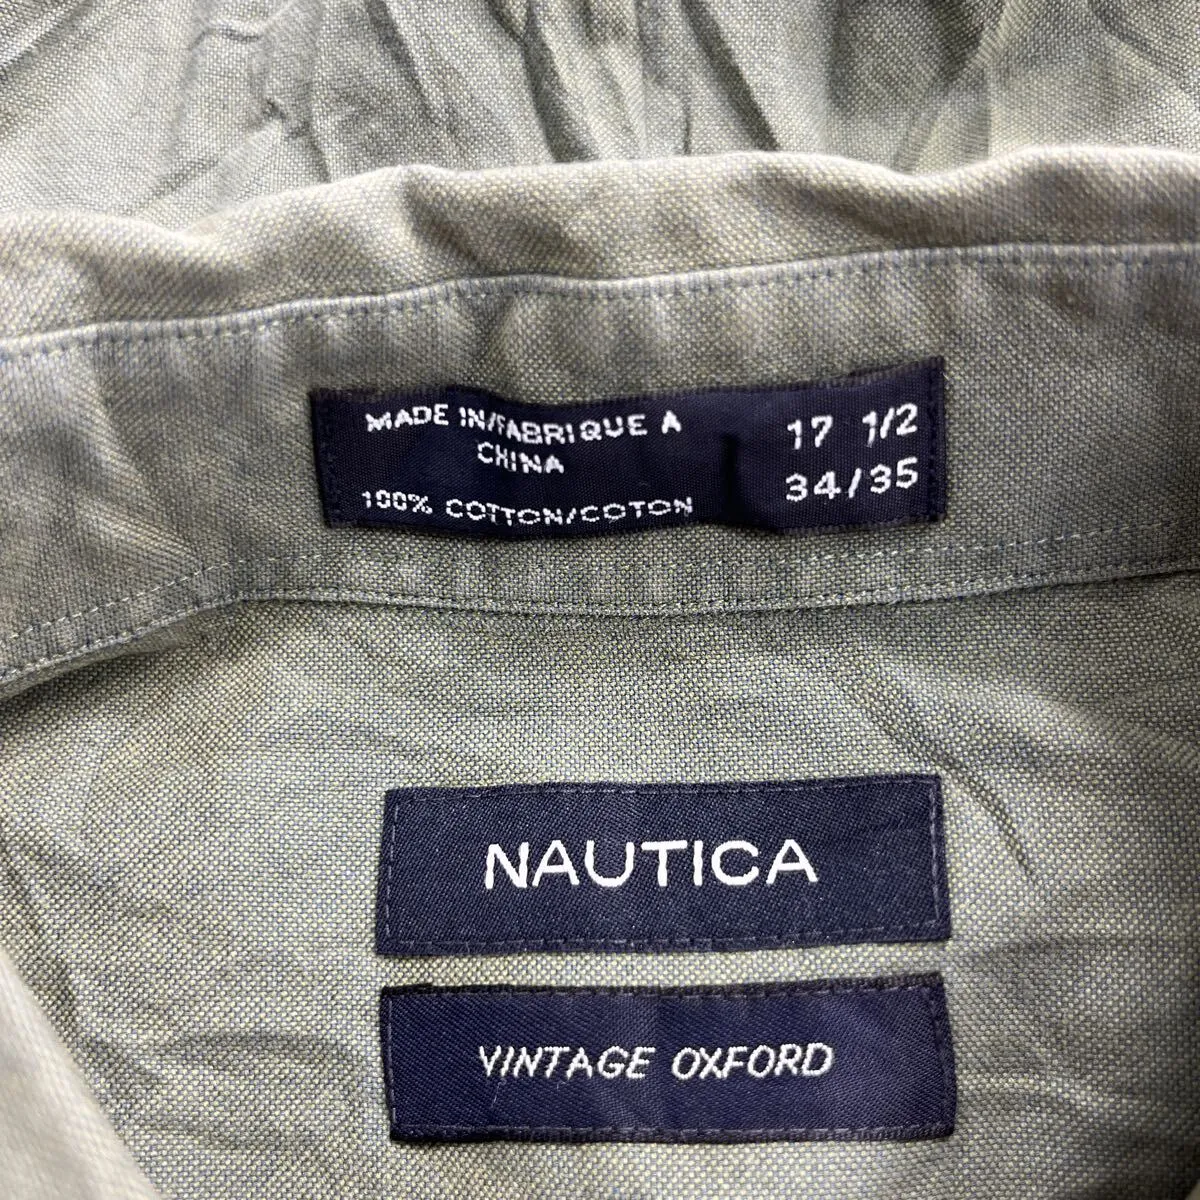 MADE IN/FABRIQUE A
CHINA
100% COTTON/COTON
17 1/2
34/35
NAUTICA
VINTAGE OXFORD